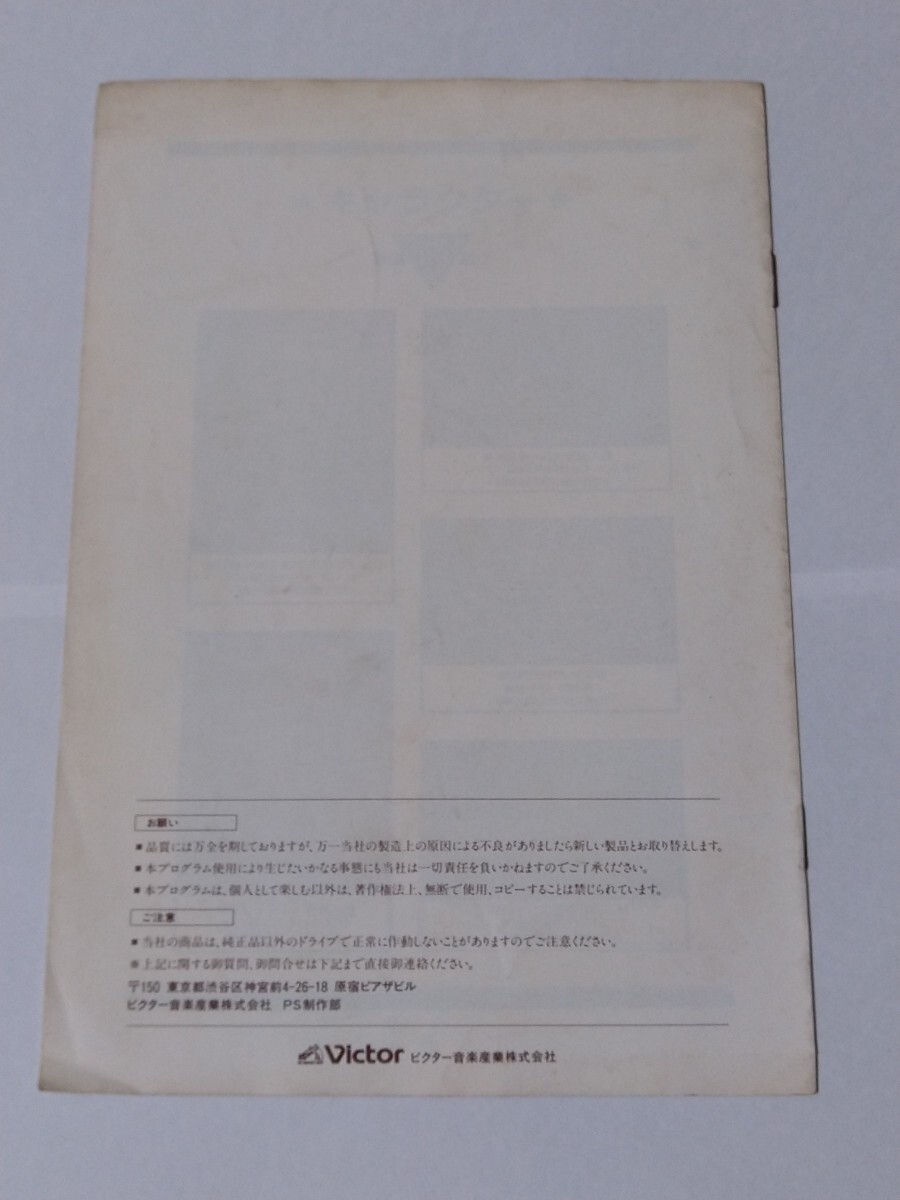 お願い
■品質には万全を期しておりますが、万一当社の製造上の原因による不良がありましたら新しい製品とお取り替えします。
■本プログラム使用により生じたいかなる事態にも当社は一切責任を負いかねますのでご了承ください。
■本プログラムは、個人として楽しむ以外は、著作権法上、無断で使用、コピーすることは禁じられています。
ご注意
■当社の商品は、純正品以外のドライブで正常に作動しないことがありますのでご注意ください。
※上記に関する御質問、御問合せは下記まで直接御連絡ください。
〒150 東京都渋谷区神宮前4-26-18 原宿ピアザビル
ビクター音楽産業株式会社 PS制作部
Victor ビクター音楽産業株式会社